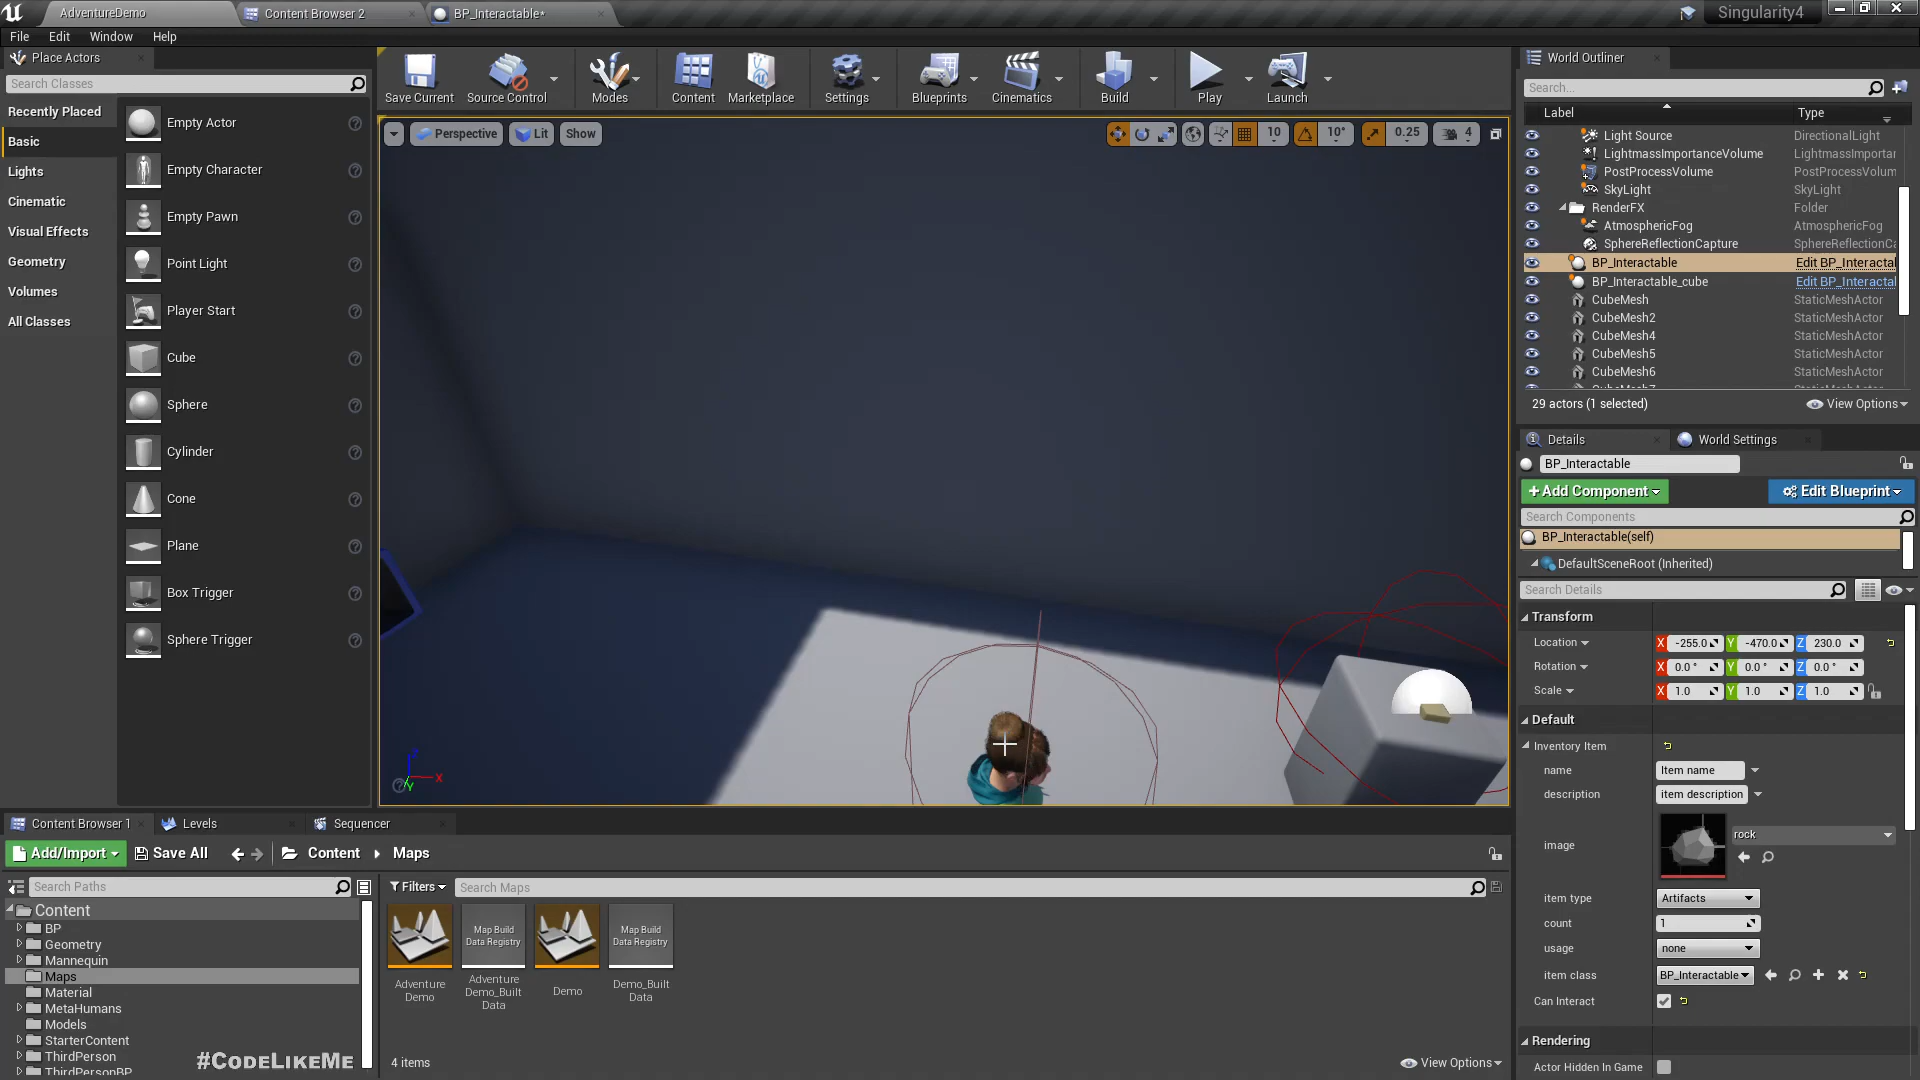 AdventureDemo
Content Browser 2
BP_Interactable*
Singularity4
File Edit Window Help
Place Actors
Search Classes
Recently Placed
Basic
Lights
Cinematic
Visual Effects
Geometry
Volumes
All Classes
Empty Actor
Empty Character
Empty Pawn
Point Light
Player Start
Cube
Sphere
Cylinder
Cone
Plane
Box Trigger
Sphere Trigger
Save Current
Source Control
Modes
Content
Marketplace
Settings
Blueprints
Cinematics
Build
Play
Launch
Perspective
Lit
Show
10
10°
0.25
4
X
Y
World Outliner
Search...
Label Type
Light Source DirectionalLight
LightmassImportanceVolume LightmassImportan
PostProcessVolume PostProcessVolum
SkyLight SkyLight
RenderFX Folder
AtmosphericFog AtmosphericFog
SphereReflectionCapture SphereReflectionCa
BP_Interactable Edit BP_Interactal
BP_Interactable_cube Edit BP_Interactal
CubeMesh StaticMeshActor
CubeMesh2 StaticMeshActor
CubeMesh4 StaticMeshActor
CubeMesh5 StaticMeshActor
CubeMesh6 StaticMeshActor
29 actors (1 selected)
View Options
Details
World Settings
BP_Interactable
+Add Component
Edit Blueprint
Search Components
BP_Interactable(self)
DefaultSceneRoot (Inherited)
Search Details
Transform
Location X -255.0 Y -470.0 Z 230.0
Rotation X 0.0 ° Y 0.0 ° Z 0.0 °
Scale X 1.0 Y 1.0 Z 1.0
Default
Inventory Item
name Item name
description item description
image rock
item type Artifacts
count 1
usage none
item class BP_Interactable
Can Interact
Rendering
Actor Hidden In Game
Content Browser 1
Levels
Sequencer
Add/Import
Save All
Content
Maps
Search Paths
Content
BP
Geometry
Mannequin
Maps
Material
MetaHumans
Models
StarterContent
ThirdPerson
ThirdPersonBP
#CodeLikeMe
Filters
Search Maps
Map Build
Data Registry
Map Build
Data Registry
Adventure
Demo
Adventure
Demo_Built
Data
Demo
Demo_Built
Data
4 items
View Options